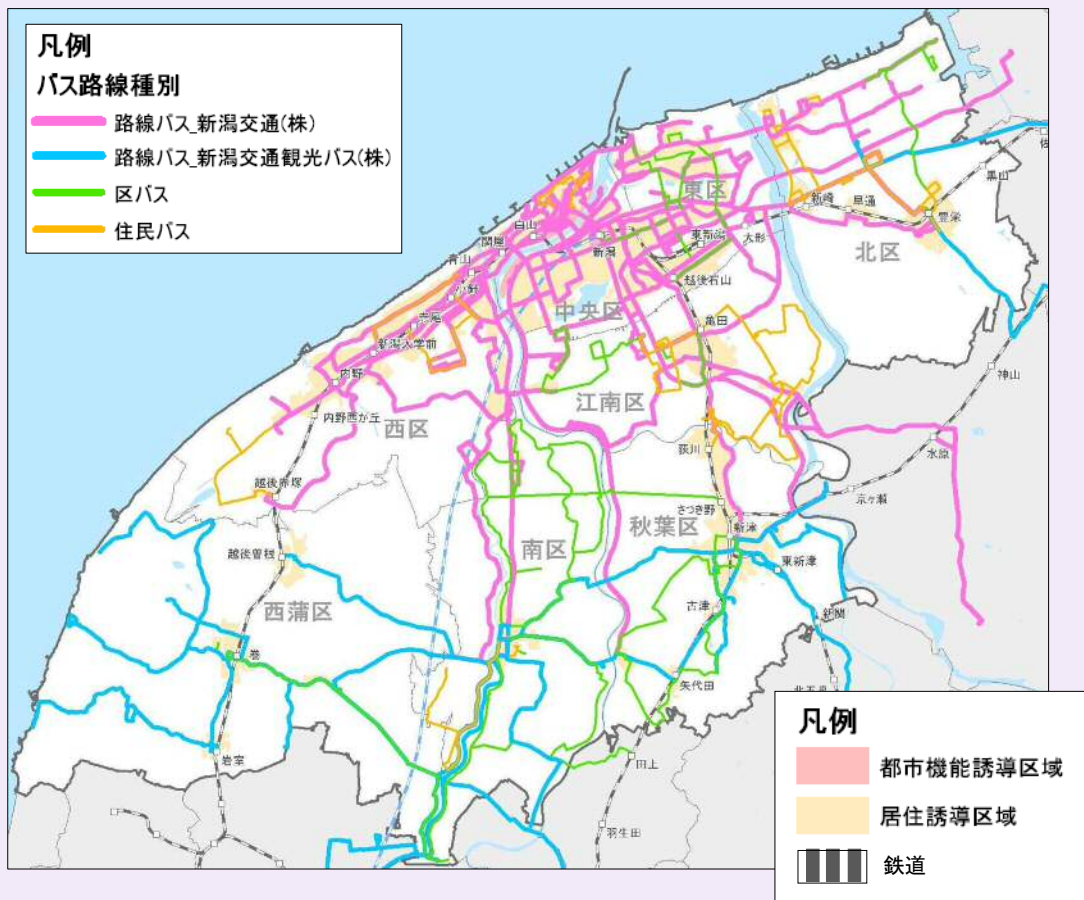 凡例
バス路線種別
路線バス_新潟交通(株)
路線バス_新潟交通観光バス(株)
区バス
住民バス
東区
黒山
新崎
早通
豊栄
白山
関屋
新潟
東新潟
大形
北区
青山
小針
越後石山
中央区
寺尾
亀田
新潟大学前
神山
内野
江南区
内野西が丘
西区
荻川
水原
越後赤塚
京ヶ瀬
さつき野
秋葉区
新津
越後曽根
南区
東新津
西蒲区
古津
新関
巻
矢代田
岩室
田上
羽生田
凡例
都市機能誘導区域
居住誘導区域
鉄道